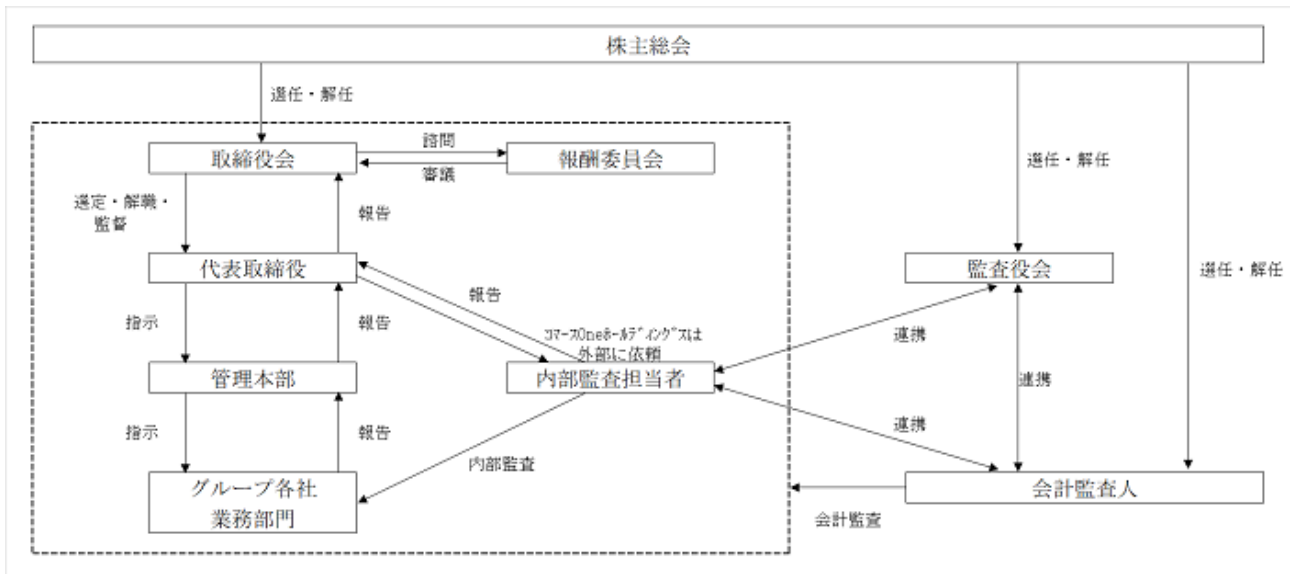 株主総会
選任・解任
諮問
取締役会
報酬委員会
審議
選任・解任
選定・解職・
監督
報告
代表取締役
監査役会
選任・解任
報告
指示
報告
ｺﾏｰｽOneﾎｰﾙﾃﾞｨﾝｸﾞｽは
外部に依頼
連携
管理本部
内部監査担当者
連携
指示
報告
連携
内部監査
グループ各社
業務部門
会計監査人
会計監査